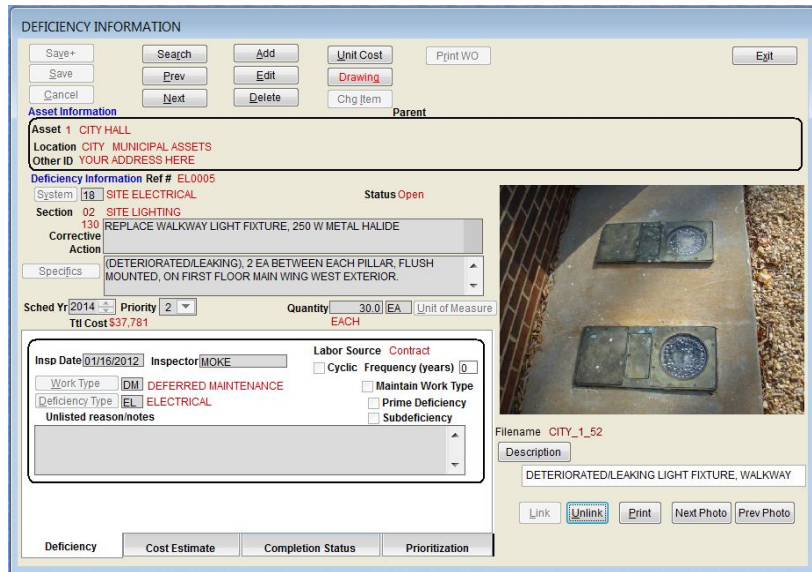 DEFICIENCY INFORMATION
Save+ Search Add Unit Cost Print WO Exit
Save Prev Edit Drawing
Cancel Next Delete Chg Item
Asset Information Parent
Asset 1 CITY HALL
Location CITY MUNICIPAL ASSETS
Other ID YOUR ADDRESS HERE
Deficiency Information Ref # EL0005
System 18 SITE ELECTRICAL Status Open
Section 02 SITE LIGHTING
130 REPLACE WALKWAY LIGHT FIXTURE, 250 W METAL HALIDE
Corrective
Action
Specifics (DETERIORATED/LEAKING), 2 EA BETWEEN EACH PILLAR, FLUSH
MOUNTED, ON FIRST FLOOR MAIN WING WEST EXTERIOR.
Sched Yr 2014 Priority 2 Quantity 30.0 EA Unit of Measure
Ttl Cost $37,781 EACH
Labor Source Contract
Insp Date 01/16/2012 Inspector MOKE Cyclic Frequency (years) 0
Work Type DM DEFERRED MAINTENANCE Maintain Work Type
Deficiency Type EL ELECTRICAL Prime Deficiency
Unlisted reason/notes Subdeficiency
Filename CITY_1_52
Description
DETERIORATED/LEAKING LIGHT FIXTURE, WALKWAY
Link Unlink Print Next Photo Prev Photo
Deficiency Cost Estimate Completion Status Prioritization